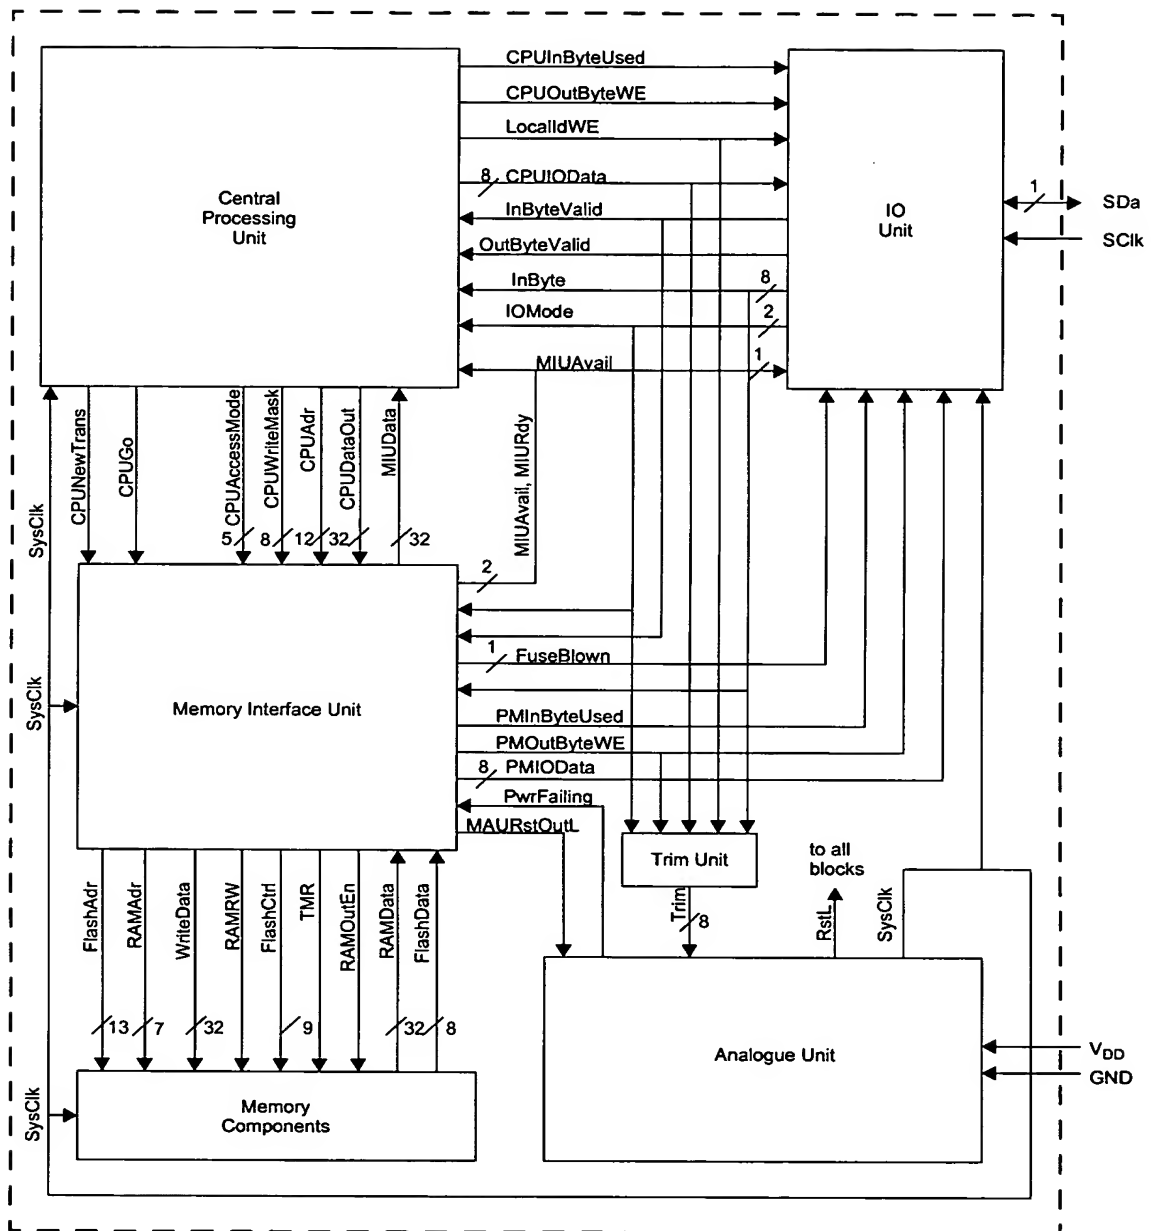 CPUInByteUsed
CPUOutByteWE
LocalIdWE
8 CPUIOData
InByteValid
OutByteValid
InByte
8
IOMode
2
MIUAvail
1
Central
Processing
Unit
IO
Unit
1
SDa
SClk
CPUNewTrans
CPUGo
CPUAccessMode
CPUWriteMask
CPUAdr
CPUDataOut
MIUData
MIUAvail, MIURdy
SysClk
5
8
12
32
32
2
1
FuseBlown
SysClk
Memory Interface Unit
PMInByteUsed
PMOutByteWE
8 PMIOData
PwrFailing
MAURstOutL
Trim Unit
to all
blocks
FlashAdr
RAMAdr
WriteData
RAMRW
FlashCtrl
TMR
RAMOutEn
RAMData
FlashData
Trim
8
RstL
SysClk
13
7
32
9
32
8
Analogue Unit
VDD
GND
SysClk
Memory
Components